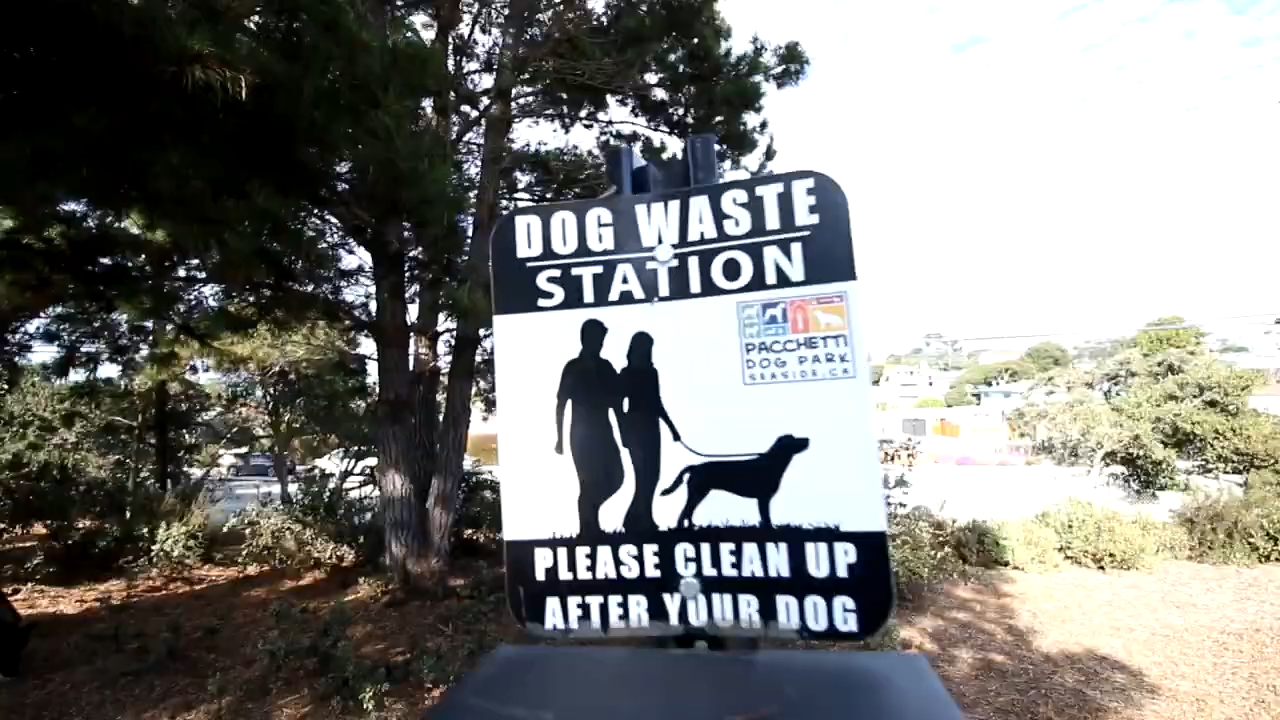 DOG WASTE
STATION
PACCHETTI
DOG PARK
SEASIDE, CA
PLEASE CLEAN UP
AFTER YOUR DOG